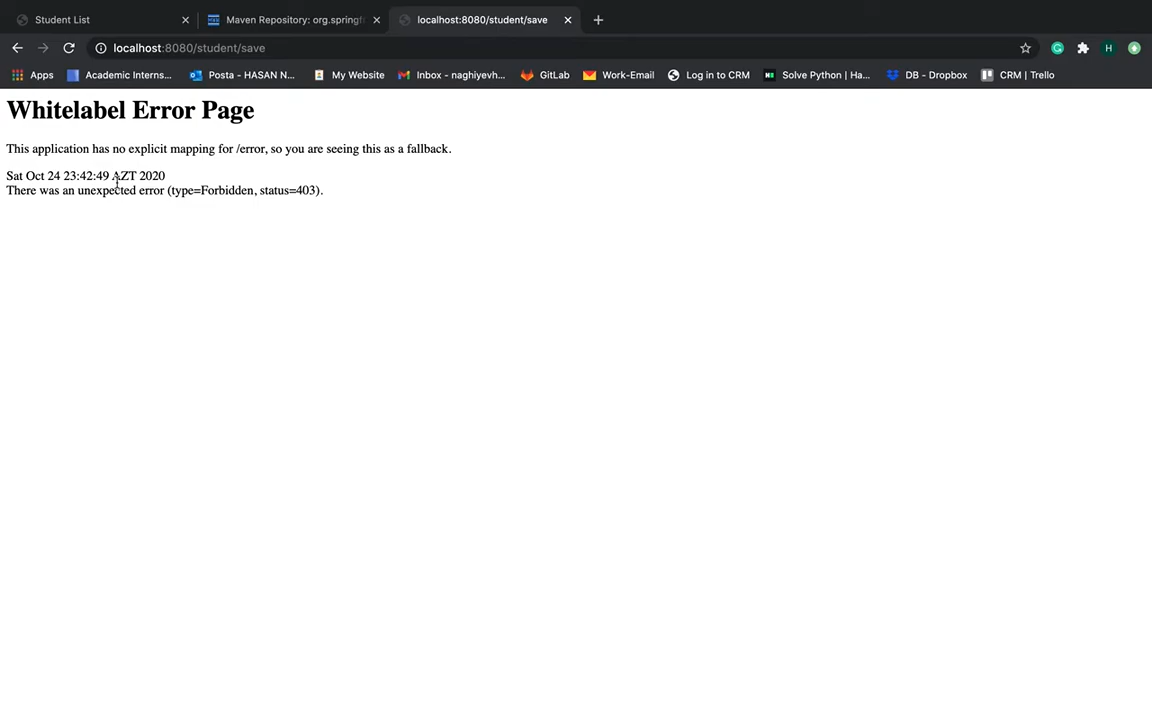 Student List
Maven Repository: org.springf
localhost:8080/student/save
localhost:8080/student/save
H
Apps
Academic Interns...
Posta - HASAN N...
My Website
Inbox - naghiyevh...
GitLab
Work-Email
Log in to CRM
Solve Python | Ha...
DB - Dropbox
CRM | Trello
Whitelabel Error Page
This application has no explicit mapping for /error, so you are seeing this as a fallback.
Sat Oct 24 23:42:49 AZT 2020
There was an unexpected error (type=Forbidden, status=403).